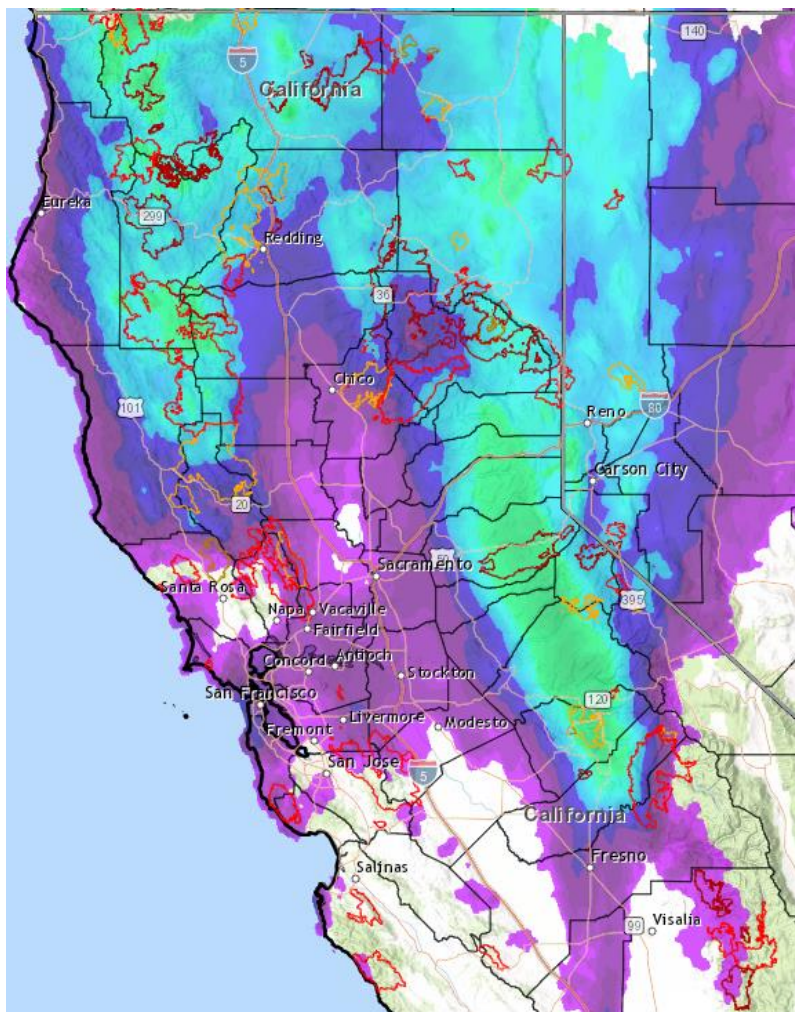 140
5
California
Eureka
299
Redding
36
Chico
101
Reno
80
Carson City
20
50
Sacramento
Santa Rosa
395
Napa
Vacaville
Fairfield
Concord
Antioch
Stockton
120
San Francisco
Livermore
Modesto
Fremont
San Jose
5
California
Fresno
Salinas
99
Visalia